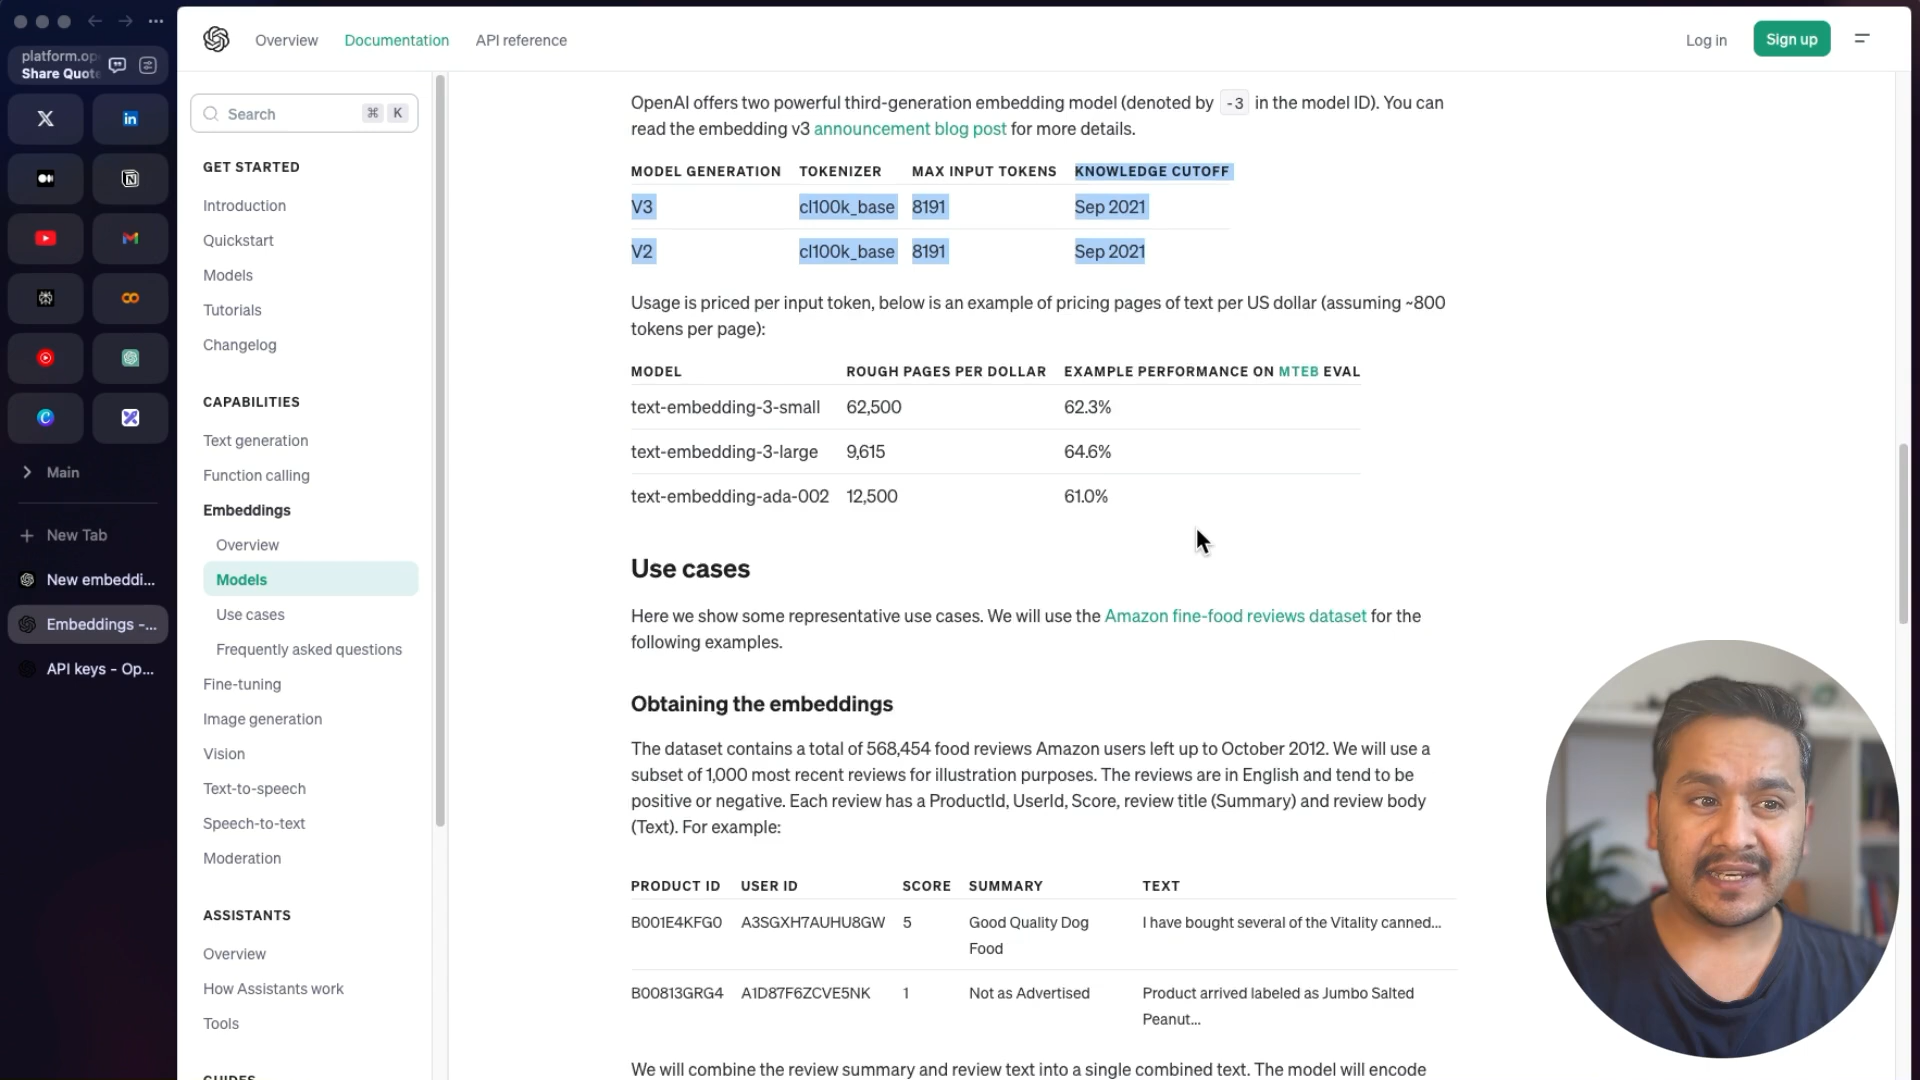 platform.op
Share Quot
Main
New Tab
New embeddi...
Embeddings -...
API keys - Op...
Overview
Documentation
API reference
Log in
Sign up
Search
⌘ K
GET STARTED
Introduction
Quickstart
Models
Tutorials
Changelog
CAPABILITIES
Text generation
Function calling
Embeddings
Overview
Models
Use cases
Frequently asked questions
Fine-tuning
Image generation
Vision
Text-to-speech
Speech-to-text
Moderation
ASSISTANTS
Overview
How Assistants work
Tools
GUIDES
OpenAI offers two powerful third-generation embedding model (denoted by -3 in the model ID). You can
read the embedding v3 announcement blog post for more details.
MODEL GENERATION TOKENIZER MAX INPUT TOKENS KNOWLEDGE CUTOFF
V3 cl100k_base 8191 Sep 2021
V2 cl100k_base 8191 Sep 2021
Usage is priced per input token, below is an example of pricing pages of text per US dollar (assuming ~800
tokens per page):
MODEL ROUGH PAGES PER DOLLAR EXAMPLE PERFORMANCE ON MTEB EVAL
text-embedding-3-small 62,500 62.3%
text-embedding-3-large 9,615 64.6%
text-embedding-ada-002 12,500 61.0%
Use cases
Here we show some representative use cases. We will use the Amazon fine-food reviews dataset for the
following examples.
Obtaining the embeddings
The dataset contains a total of 568,454 food reviews Amazon users left up to October 2012. We will use a
subset of 1,000 most recent reviews for illustration purposes. The reviews are in English and tend to be
positive or negative. Each review has a ProductId, UserId, Score, review title (Summary) and review body
(Text). For example:
PRODUCT ID USER ID SCORE SUMMARY TEXT
B001E4KFG0 A3SGXH7AUHU8GW 5 Good Quality Dog I have bought several of the Vitality canned...
Food
B00813GRG4 A1D87F6ZCVE5NK 1 Not as Advertised Product arrived labeled as Jumbo Salted
Peanut...
We will combine the review summary and review text into a single combined text. The model will encode